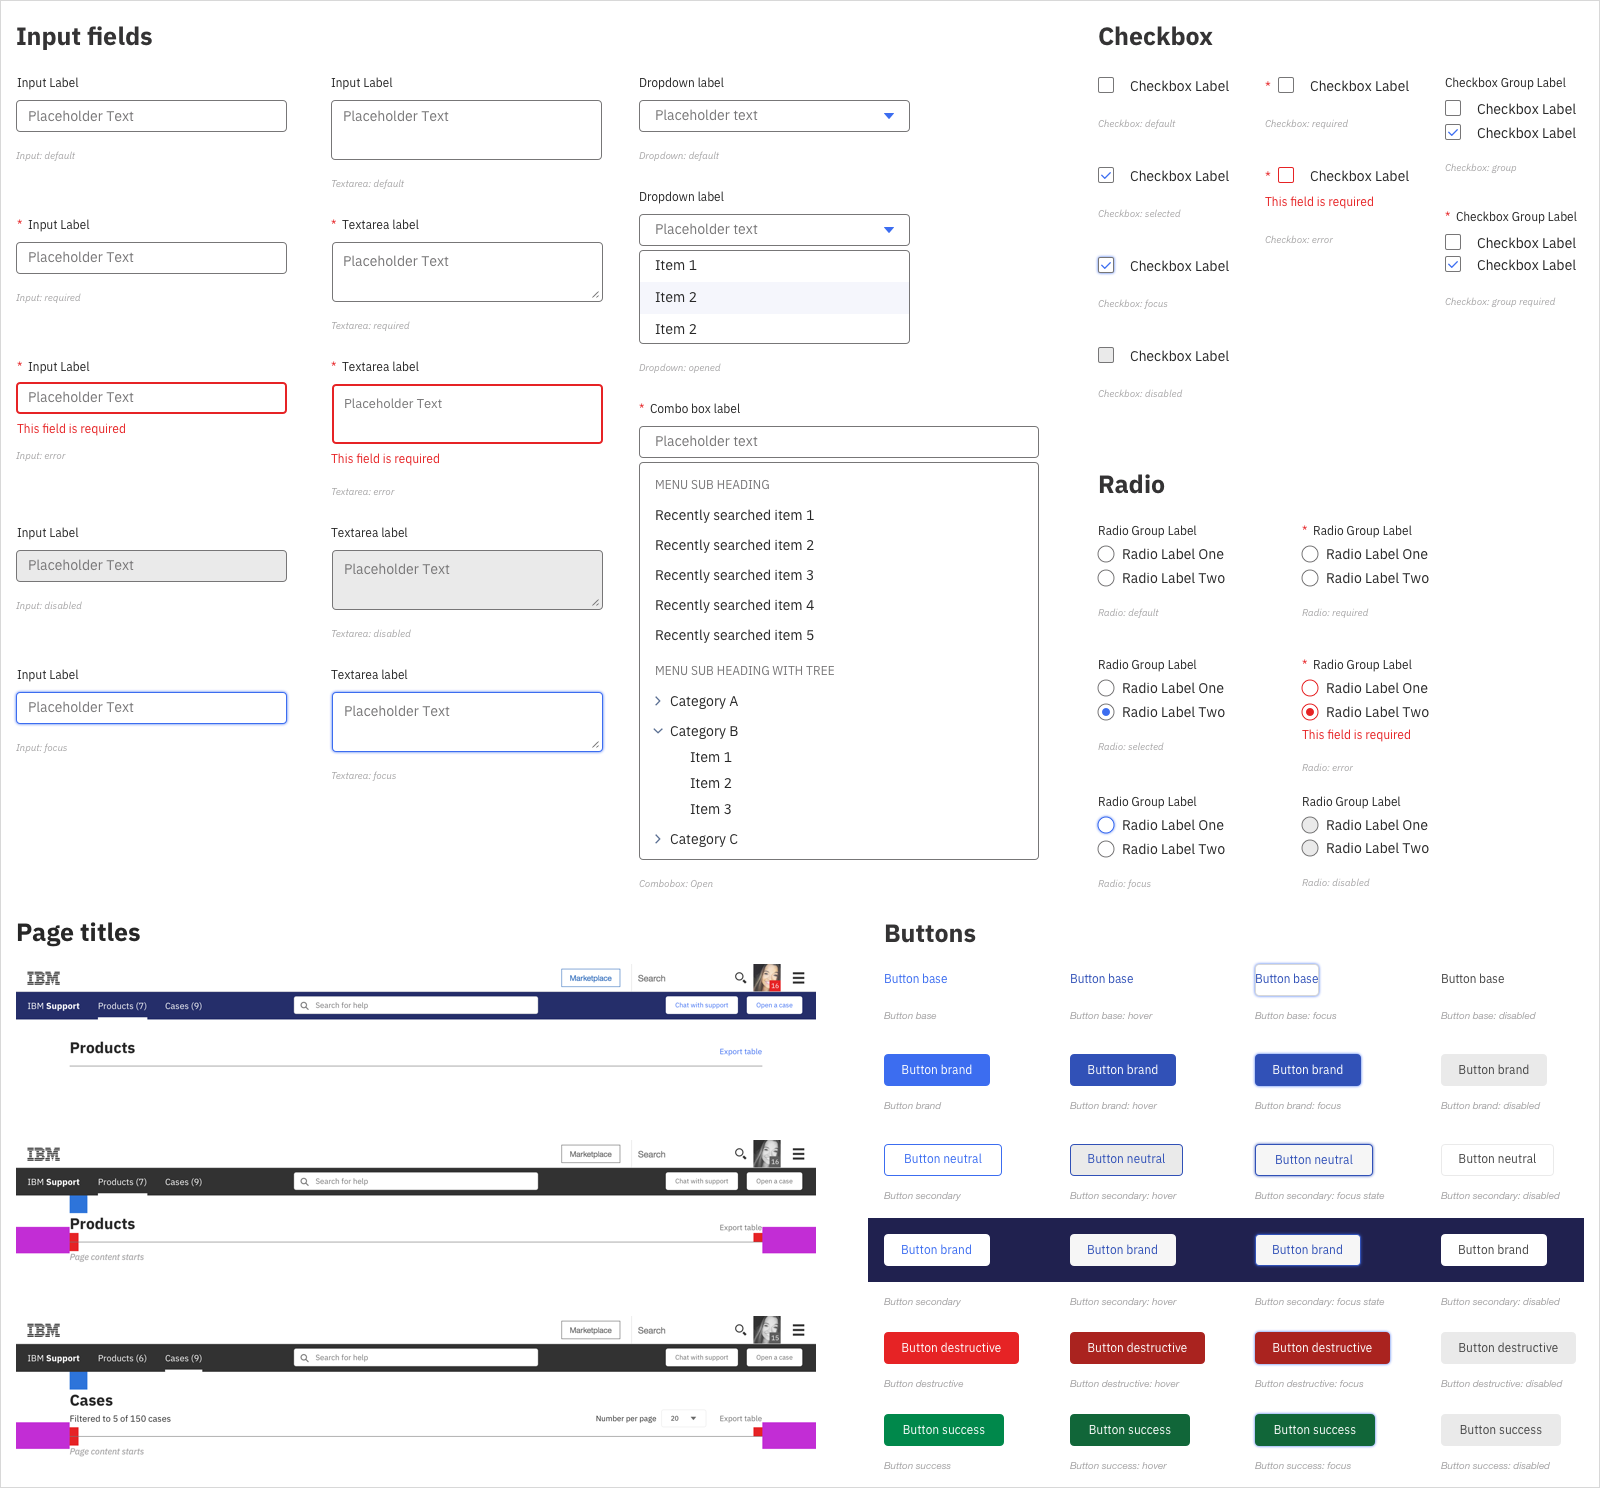 Input fields
Input Label
Placeholder Text
Input: default
* Input Label
Placeholder Text
Input: required
* Input Label
Placeholder Text
This field is required
Input: error
Input Label
Placeholder Text
Input: disabled
Input Label
Placeholder Text
Input: focus
Input Label
Placeholder Text
Textarea: default
* Textarea label
Placeholder Text
Textarea: required
* Textarea label
Placeholder Text
This field is required
Textarea: error
Textarea label
Placeholder Text
Textarea: disabled
Textarea label
Placeholder Text
Textarea: focus
Dropdown label
Placeholder text
Dropdown: default
Dropdown label
Placeholder text
Item 1
Item 2
Item 2
Dropdown: opened
* Combo box label
Placeholder text
MENU SUB HEADING
Recently searched item 1
Recently searched item 2
Recently searched item 3
Recently searched item 4
Recently searched item 5
MENU SUB HEADING WITH TREE
Category A
Category B
Item 1
Item 2
Item 3
Category C
Combobox: Open
Checkbox
Checkbox Label
Checkbox: default
Checkbox Label
Checkbox: selected
Checkbox Label
Checkbox: focus
Checkbox Label
Checkbox: disabled
* Checkbox Label
Checkbox: required
* Checkbox Label
This field is required
Checkbox: error
Checkbox Group Label
Checkbox Label
Checkbox Label
Checkbox: group
* Checkbox Group Label
Checkbox Label
Checkbox Label
Checkbox: group required
Radio
Radio Group Label
Radio Label One
Radio Label Two
Radio: default
* Radio Group Label
Radio Label One
Radio Label Two
Radio: required
Radio Group Label
Radio Label One
Radio Label Two
Radio: selected
* Radio Group Label
Radio Label One
Radio Label Two
This field is required
Radio: error
Radio Group Label
Radio Label One
Radio Label Two
Radio: focus
Radio Group Label
Radio Label One
Radio Label Two
Radio: disabled
Page titles
IBM Marketplace Search 16
IBM Support Products (7) Cases (9) Search for help Chat with support Open a case
Products Export table
IBM Marketplace Search 16
IBM Support Products (7) Cases (9) Search for help Chat with support Open a case
Products Export table
Page content starts
IBM Marketplace Search 15
IBM Support Products (6) Cases (9) Search for help Chat with support Open a case
Cases
Filtered to 5 of 150 cases Number per page 20 Export table
Page content starts
Buttons
Button base Button base Button base Button base
Button base Button base: hover Button base: focus Button base: disabled
Button brand Button brand Button brand Button brand
Button brand Button brand: hover Button brand: focus Button brand: disabled
Button neutral Button neutral Button neutral Button neutral
Button secondary Button secondary: hover Button secondary: focus state Button secondary: disabled
Button brand Button brand Button brand Button brand
Button secondary Button secondary: hover Button secondary: focus state Button secondary: disabled
Button destructive Button destructive Button destructive Button destructive
Button destructive Button destructive: hover Button destructive: focus Button destructive: disabled
Button success Button success Button success Button success
Button success Button success: hover Button success: focus Button success: disabled